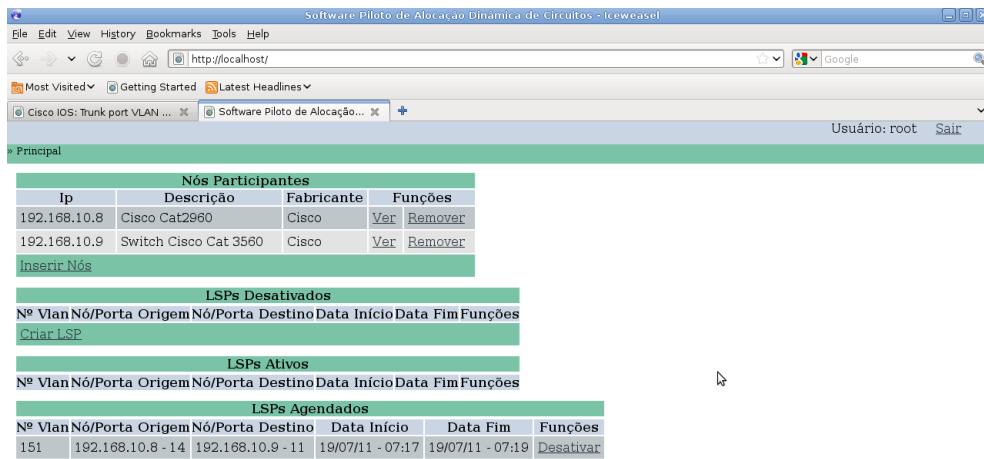 Software Piloto de Alocação Dinâmica de Circuitos - Iceweasel
File Edit View History Bookmarks Tools Help
http://localhost/ Google
Most Visited Getting Started Latest Headlines
Cisco IOS: Trunk port VLAN ... Software Piloto de Alocação...
Usuário: root Sair
» Principal
Nós Participantes
Ip Descrição Fabricante Funções
192.168.10.8 Cisco Cat2960 Cisco Ver Remover
192.168.10.9 Switch Cisco Cat 3560 Cisco Ver Remover
Inserir Nós
LSPs Desativados
Nº Vlan Nó/Porta Origem Nó/Porta Destino Data Início Data Fim Funções
Criar LSP
LSPs Ativos
Nº Vlan Nó/Porta Origem Nó/Porta Destino Data Início Data Fim Funções
LSPs Agendados
Nº Vlan Nó/Porta Origem Nó/Porta Destino Data Início Data Fim Funções
151 192.168.10.8 - 14 192.168.10.9 - 11 19/07/11 - 07:17 19/07/11 - 07:19 Desativar